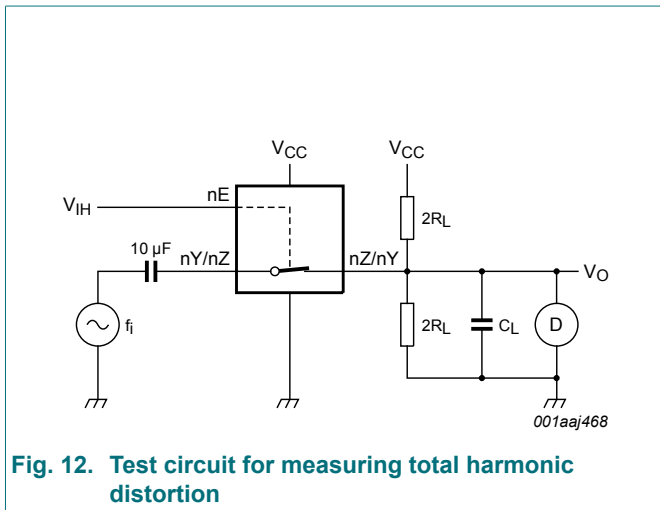 VCC VCC
nE
VIH
2RL
10 µF nY/nZ nZ/nY
VO
fi 2RL CL D
001aaj468
Fig. 12. Test circuit for measuring total harmonic
distortion